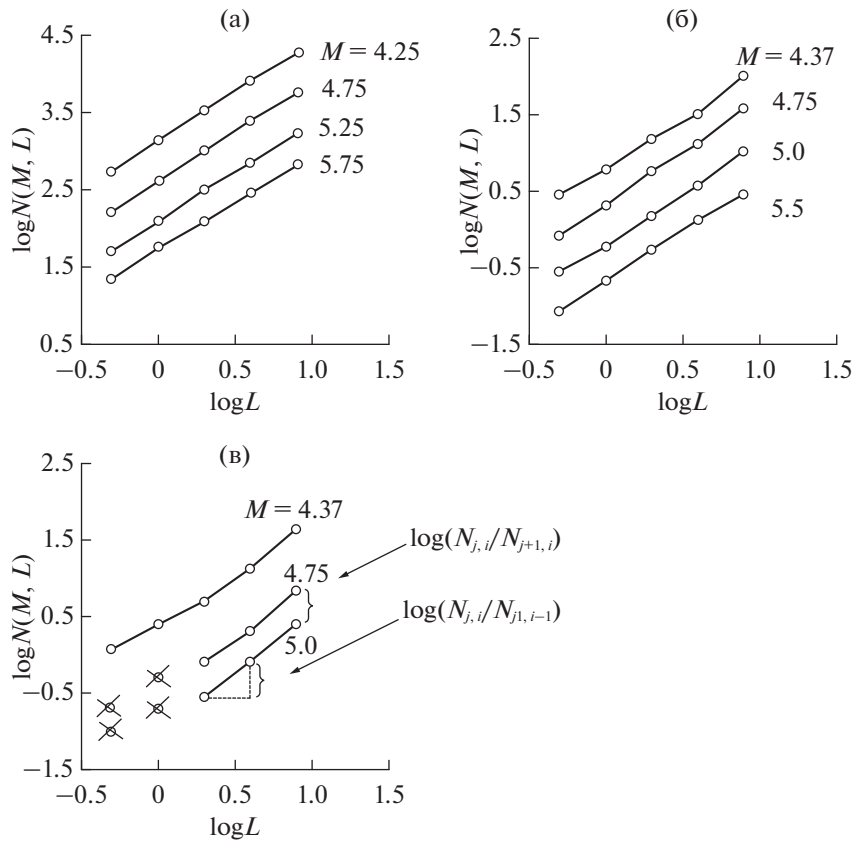 (а)
logN(M, L)
4.5
3.5
2.5
1.5
0.5
M = 4.25
4.75
5.25
5.75
−0.5 0 0.5 1.0 1.5
logL
(б)
logN(M, L)
2.5
1.5
0.5
−0.5
−1.5
M = 4.37
4.75
5.0
5.5
−0.5 0 0.5 1.0 1.5
logL
(в)
logN(M, L)
2.5
1.5
0.5
−0.5
−1.5
M = 4.37
4.75
5.0
log(N_{j, i}/N_{j+1, i})
log(N_{j, i}/N_{j1, i−1})
−0.5 0 0.5 1.0 1.5
logL